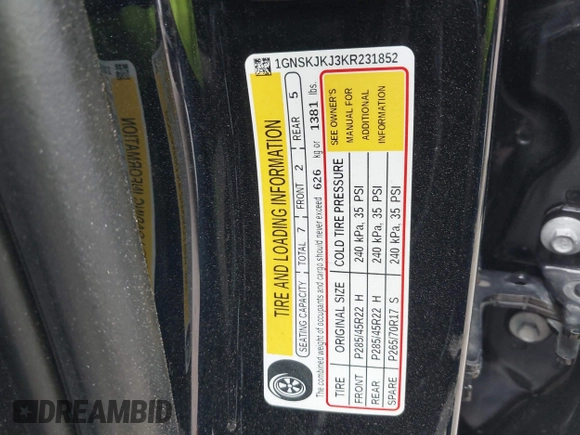 1GNSKJKJ3KR231852
TIRE AND LOADING INFORMATION
SEATING CAPACITY TOTAL 7 FRONT 2 REAR 5
The combined weight of occupants and cargo should never exceed 626 kg or 1381 lbs.
TIRE ORIGINAL SIZE COLD TIRE PRESSURE
FRONT P285/45R22 H 240 kPa, 35 PSI
REAR P285/45R22 H 240 kPa, 35 PSI
SPARE P265/70R17 S 240 kPa, 35 PSI
SEE OWNER'S
MANUAL FOR
ADDITIONAL
INFORMATION
DREAMBID